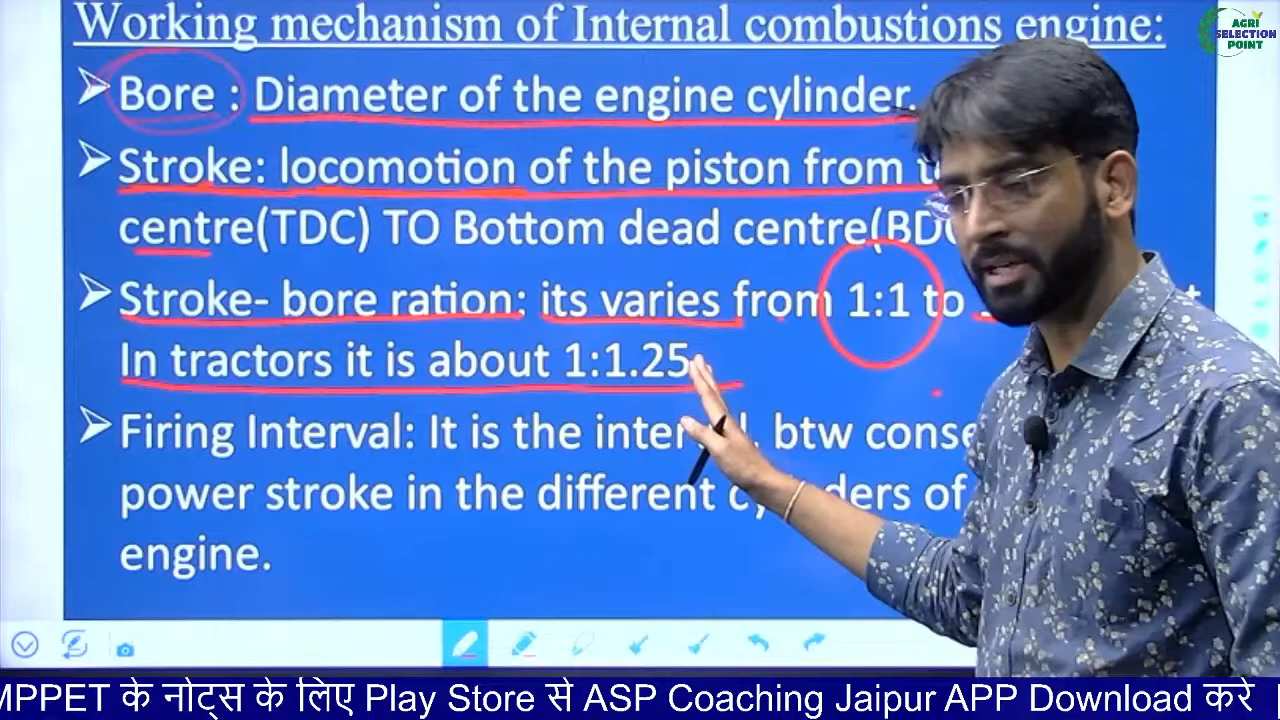 Working mechanism of Internal combustions engine:
AGRI
SELECTION
POINT
Bore : Diameter of the engine cylinder.
Stroke: locomotion of the piston from
centre(TDC) TO Bottom dead centre(BDC
Stroke- bore ration: its varies from 1:1 to
In tractors it is about 1:1.25
Firing Interval: It is the btw
power stroke in the different of
engine.
MPPET के नोट्स के लिए Play Store से ASP Coaching Jaipur APP Download करे